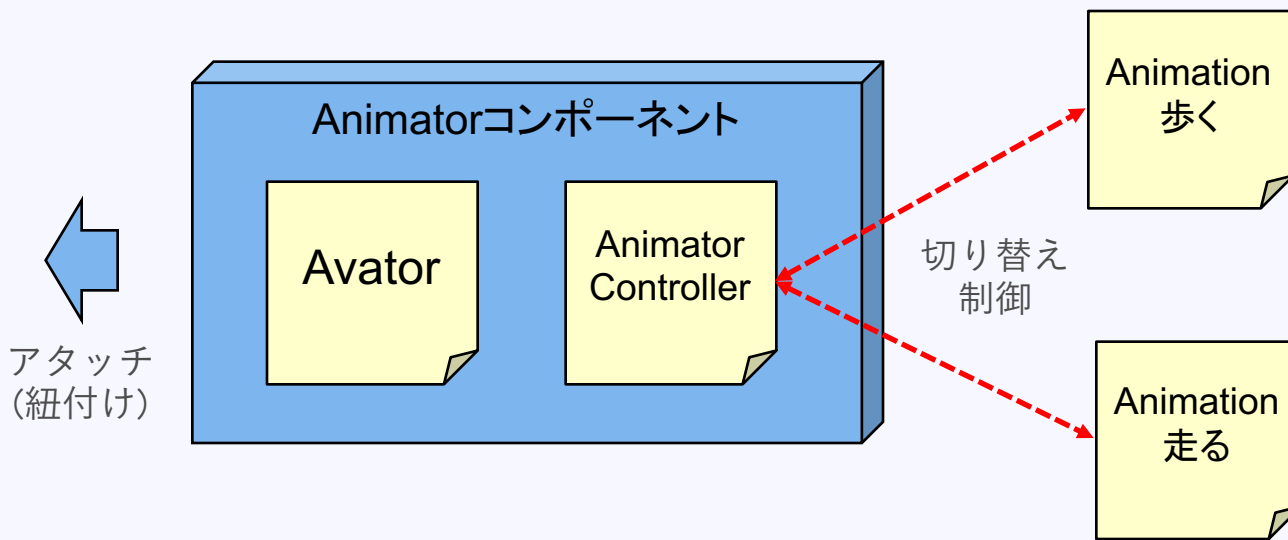 Animatorコンポーネント
Avator
Animator
Controller
アタッチ
(紐付け)
切り替え
制御
Animation
歩く
Animation
走る